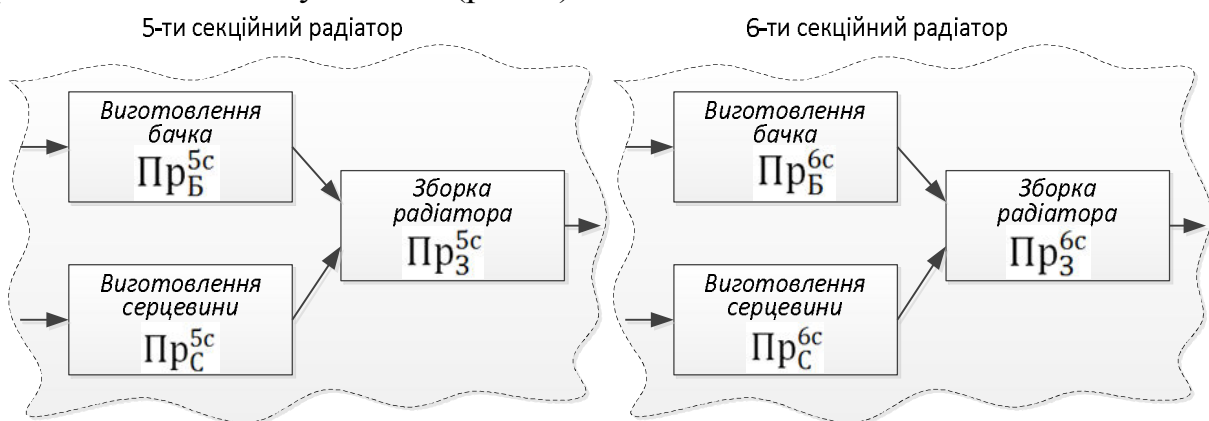 5-ти секційний радіатор
Виготовлення
бачка
Пр_Б^5с
Зборка
радіатора
Пр_З^5с
Виготовлення
серцевини
Пр_С^5с
6-ти секційний радіатор
Виготовлення
бачка
Пр_Б^6с
Зборка
радіатора
Пр_З^6с
Виготовлення
серцевини
Пр_С^6с